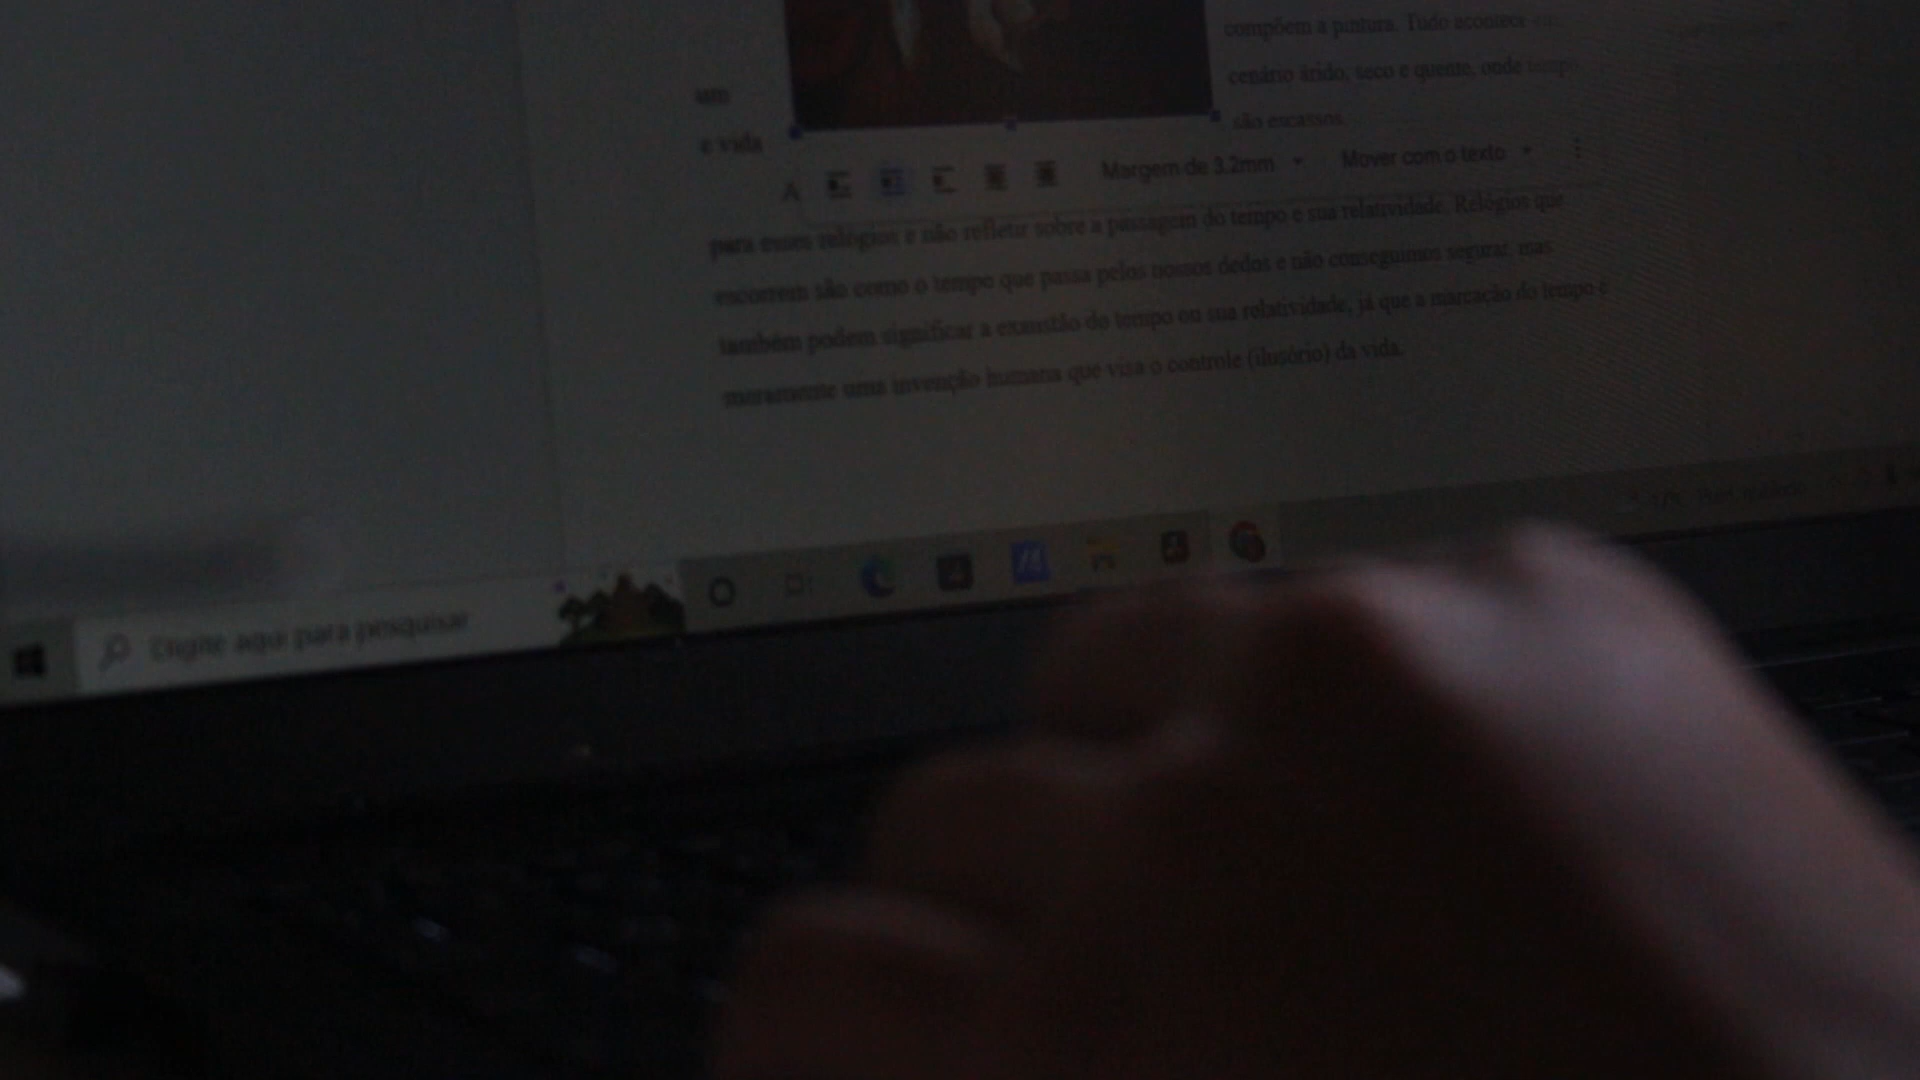 compõem a pintura. Tudo acontece
cenário árido, seco e quente, onde
são escassos.
um
e vida
Margem de 3.2mm
Mover com o texto
para esses relógios e não refletir sobre a passagem do tempo e sua relatividade. Relógios que
escorrem são como o tempo que passa pelos nossos dedos e não conseguimos segurar, mas
também podem significar a exaustão do tempo ou sua relatividade, já que a marcação do tempo é
meramente uma invenção humana que visa o controle (ilusório) da vida.
Digite aqui para pesquisar